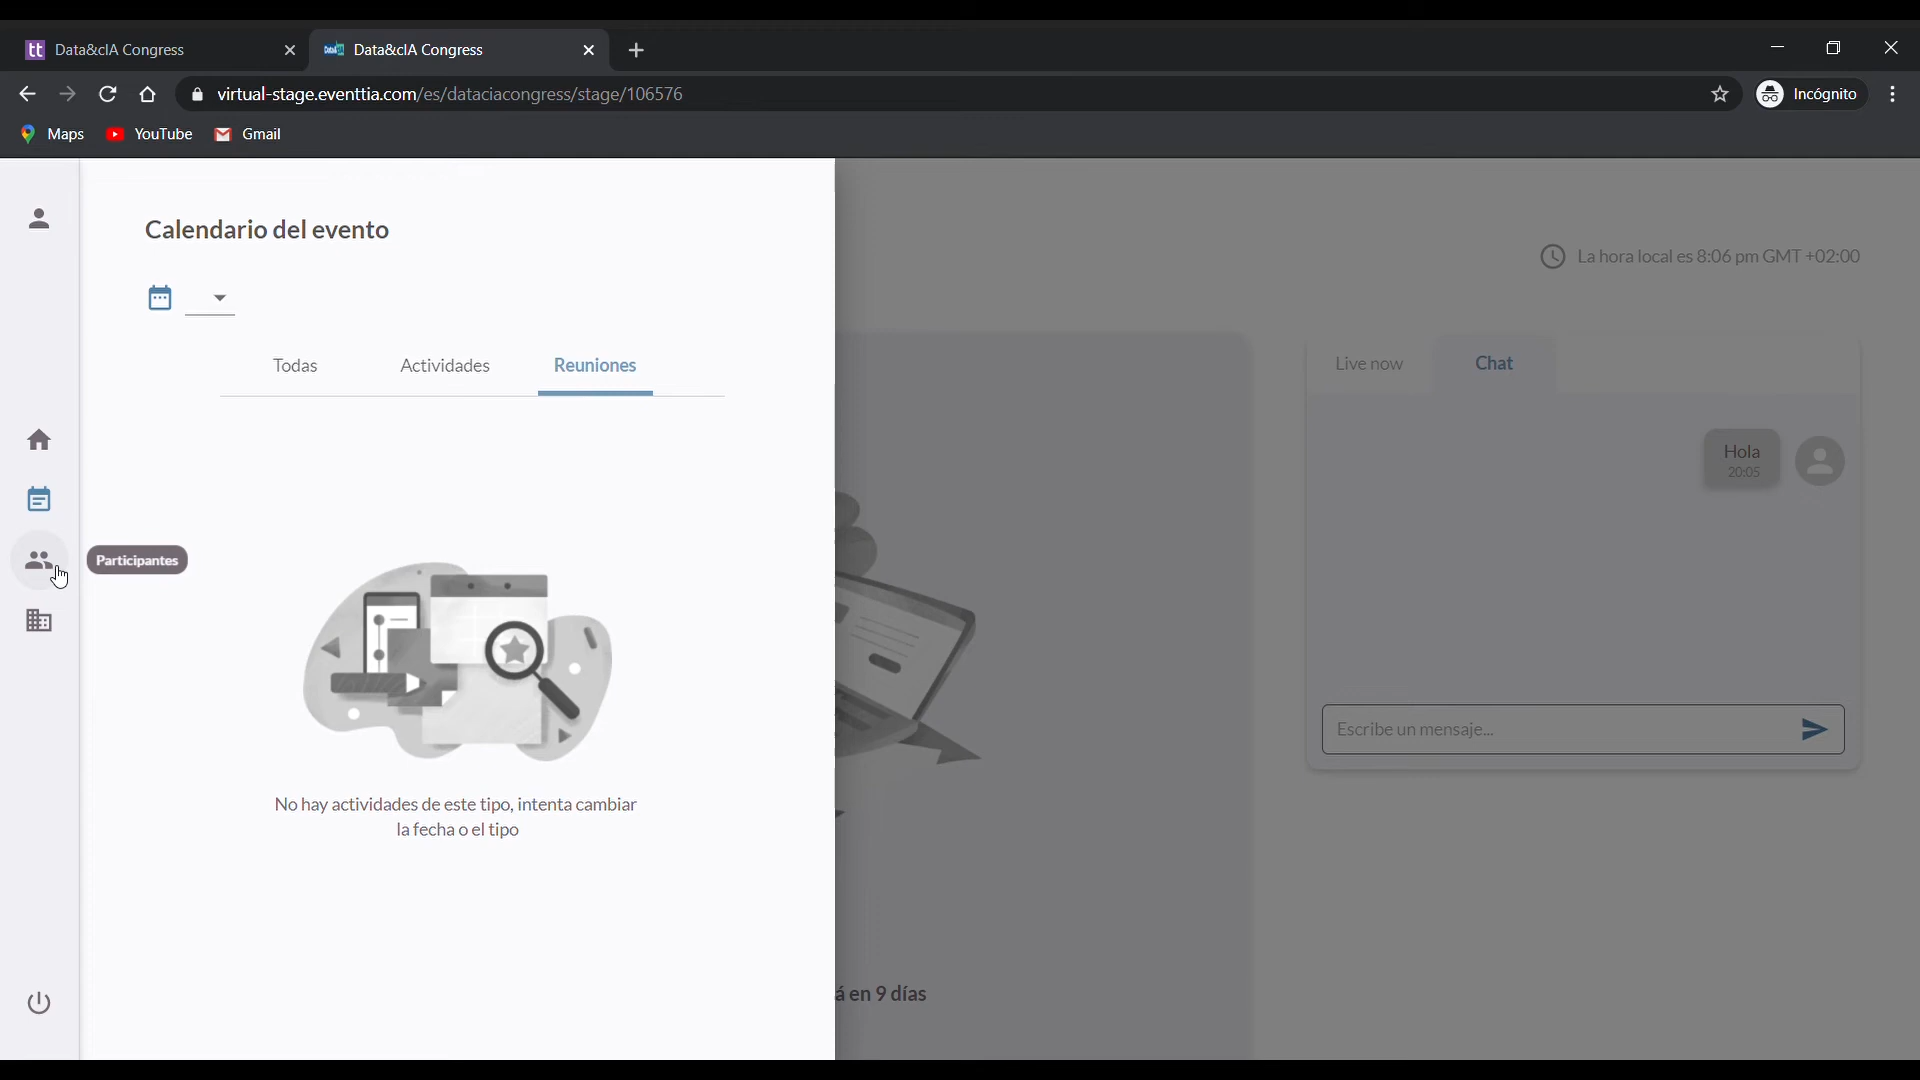 tt Data&cIA Congress
Data&cIA Congress
virtual-stage.eventtia.com/es/dataciacongress/stage/106576
Incógnito
Maps
YouTube
Gmail
Calendario del evento
La hora local es 8:06 pm GMT +02:00
Todas
Actividades
Reuniones
Live now
Chat
Hola
20:05
Participantes
Escribe un mensaje...
No hay actividades de este tipo, intenta cambiar
la fecha o el tipo
á en 9 días